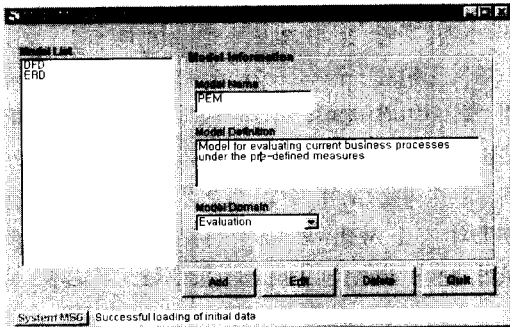 Model List
DFD
ERD
Model Information
Model Name
PEM
Model Definition
Model for evaluating current business processes
under the pre-defined measures
Model Domain
Evaluation
Add
Edit
Delete
Quit
System MSG
Successful loading of initial data